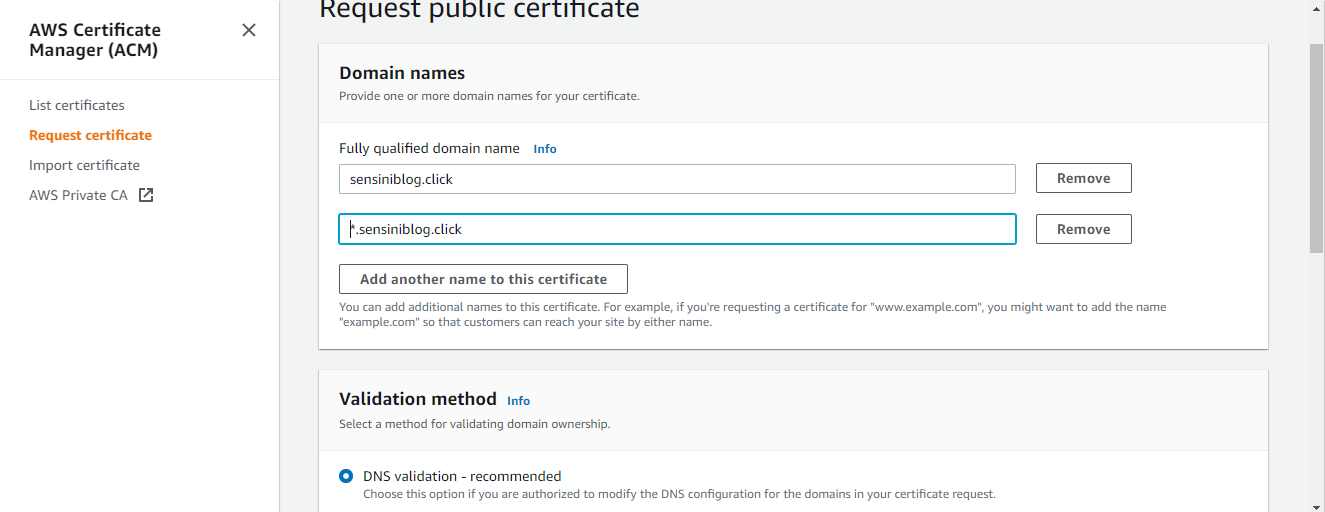 Request public certificate
AWS Certificate
Manager (ACM)
List certificates
Request certificate
Import certificate
AWS Private CA
Domain names
Provide one or more domain names for your certificate.
Fully qualified domain name Info
sensiniblog.click
Remove
*.sensiniblog.click
Remove
Add another name to this certificate
You can add additional names to this certificate. For example, if you're requesting a certificate for "www.example.com", you might want to add the name
"example.com" so that customers can reach your site by either name.
Validation method Info
Select a method for validating domain ownership.
DNS validation - recommended
Choose this option if you are authorized to modify the DNS configuration for the domains in your certificate request.